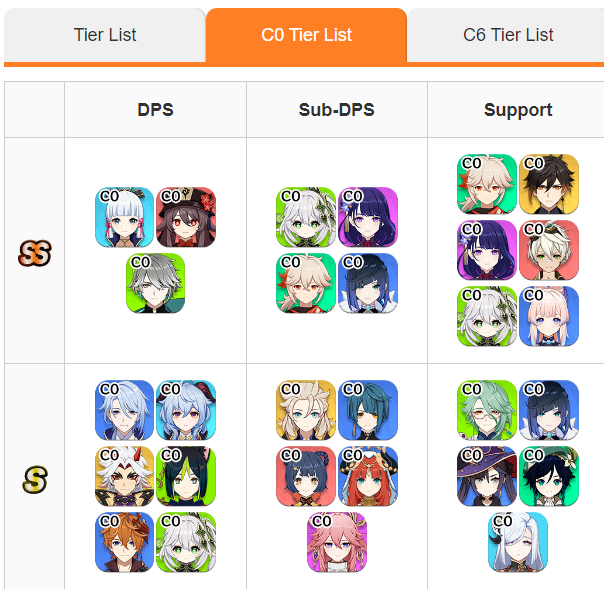 Tier List
C0 Tier List
C6 Tier List
DPS
Sub-DPS
Support
SS
C0 C0 C0 C0 C0 C0
C0 C0
C0 C0 C0 C0 C0
C0 C0
S
C0 C0 C0 C0 C0 C0
C0 C0 C0 C0 C0 C0
C0 C0 C0 C0